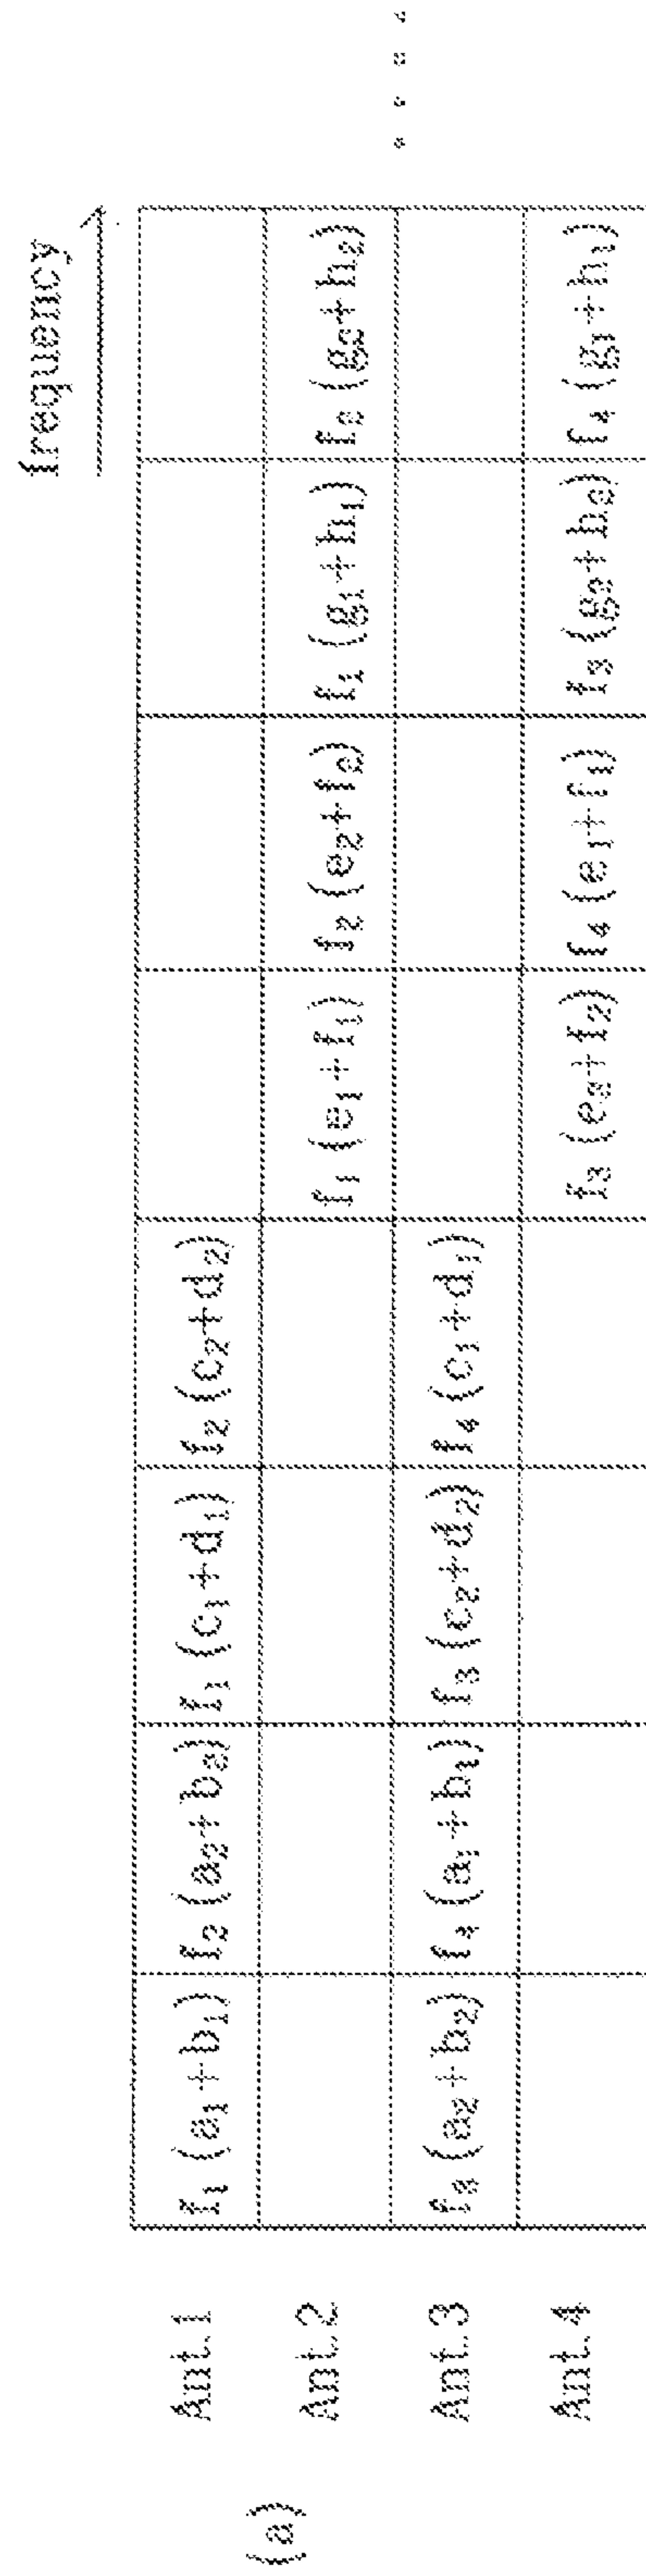 frequency
Ant.1 f₁ (a₁+b₁) f₂ (a₂+b₂) f₁ (c₁+d₁) f₂ (c₂+d₂)
Ant.2 f₁ (e₁+f₁) f₂ (e₂+f₂) f₁ (g₁+h₁) f₂ (g₂+h₂)
Ant.3 f₃ (a₂+b₂) f₄ (a₁+b₁) f₃ (c₂+d₂) f₄ (c₁+d₁)
Ant.4 f₃ (e₂+f₂) f₄ (e₁+f₁) f₃ (g₂+h₂) f₄ (g₁+h₁)
(a)